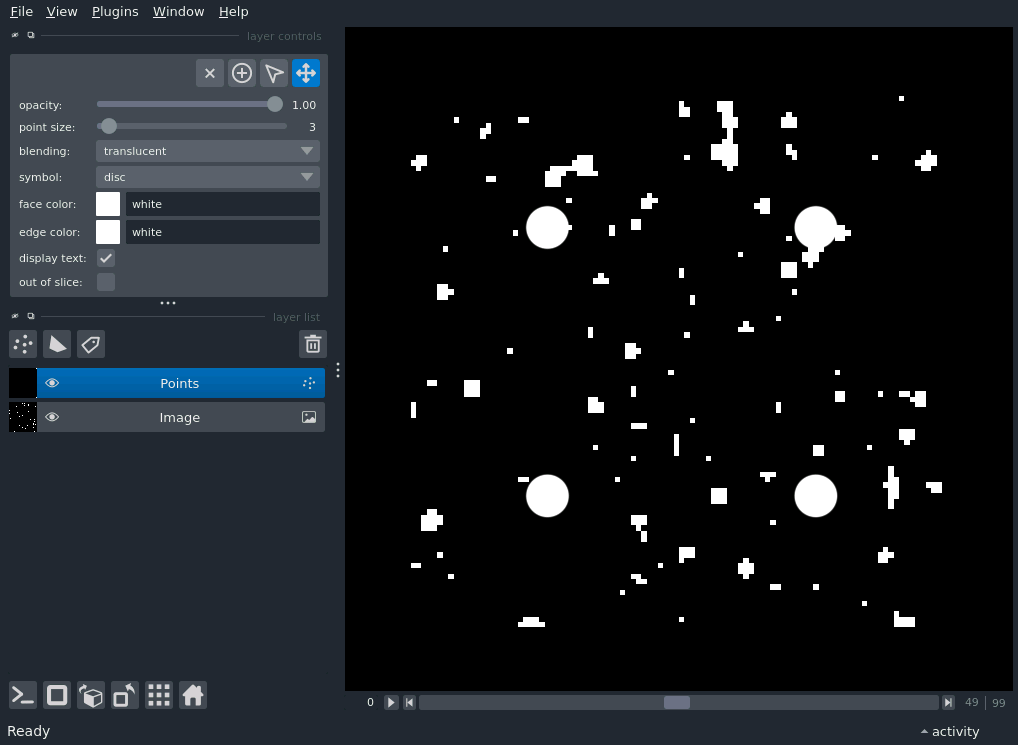 File View Plugins Window Help
layer controls
opacity: 1.00
point size: 3
blending: translucent
symbol: disc
face color: white
edge color: white
display text:
out of slice:
layer list
Points
Image
0 49 99
Ready activity